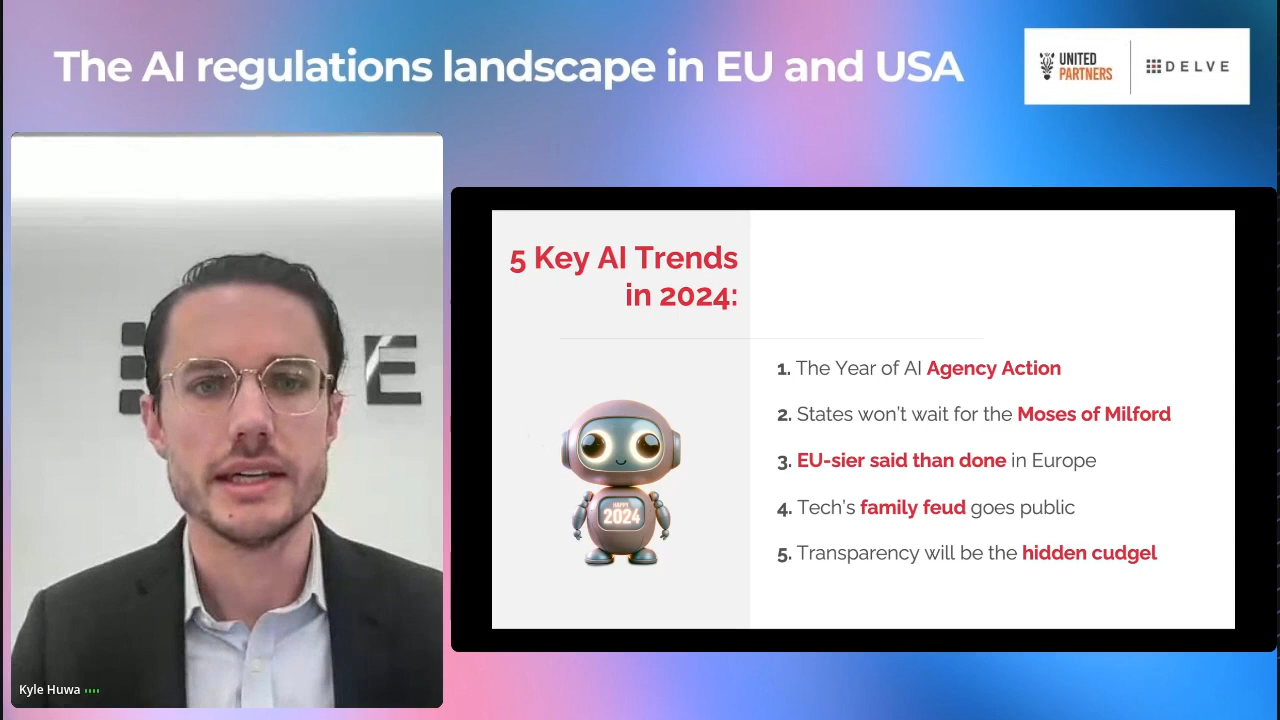 The AI regulations landscape in EU and USA
UNITED
PARTNERS
DELVE
5 Key AI Trends
in 2024:
1. The Year of AI Agency Action
2. States won't wait for the Moses of Milford
3. EU-sier said than done in Europe
4. Tech's family feud goes public
5. Transparency will be the hidden cudgel
HAPPY
2024
E
Kyle Huwa